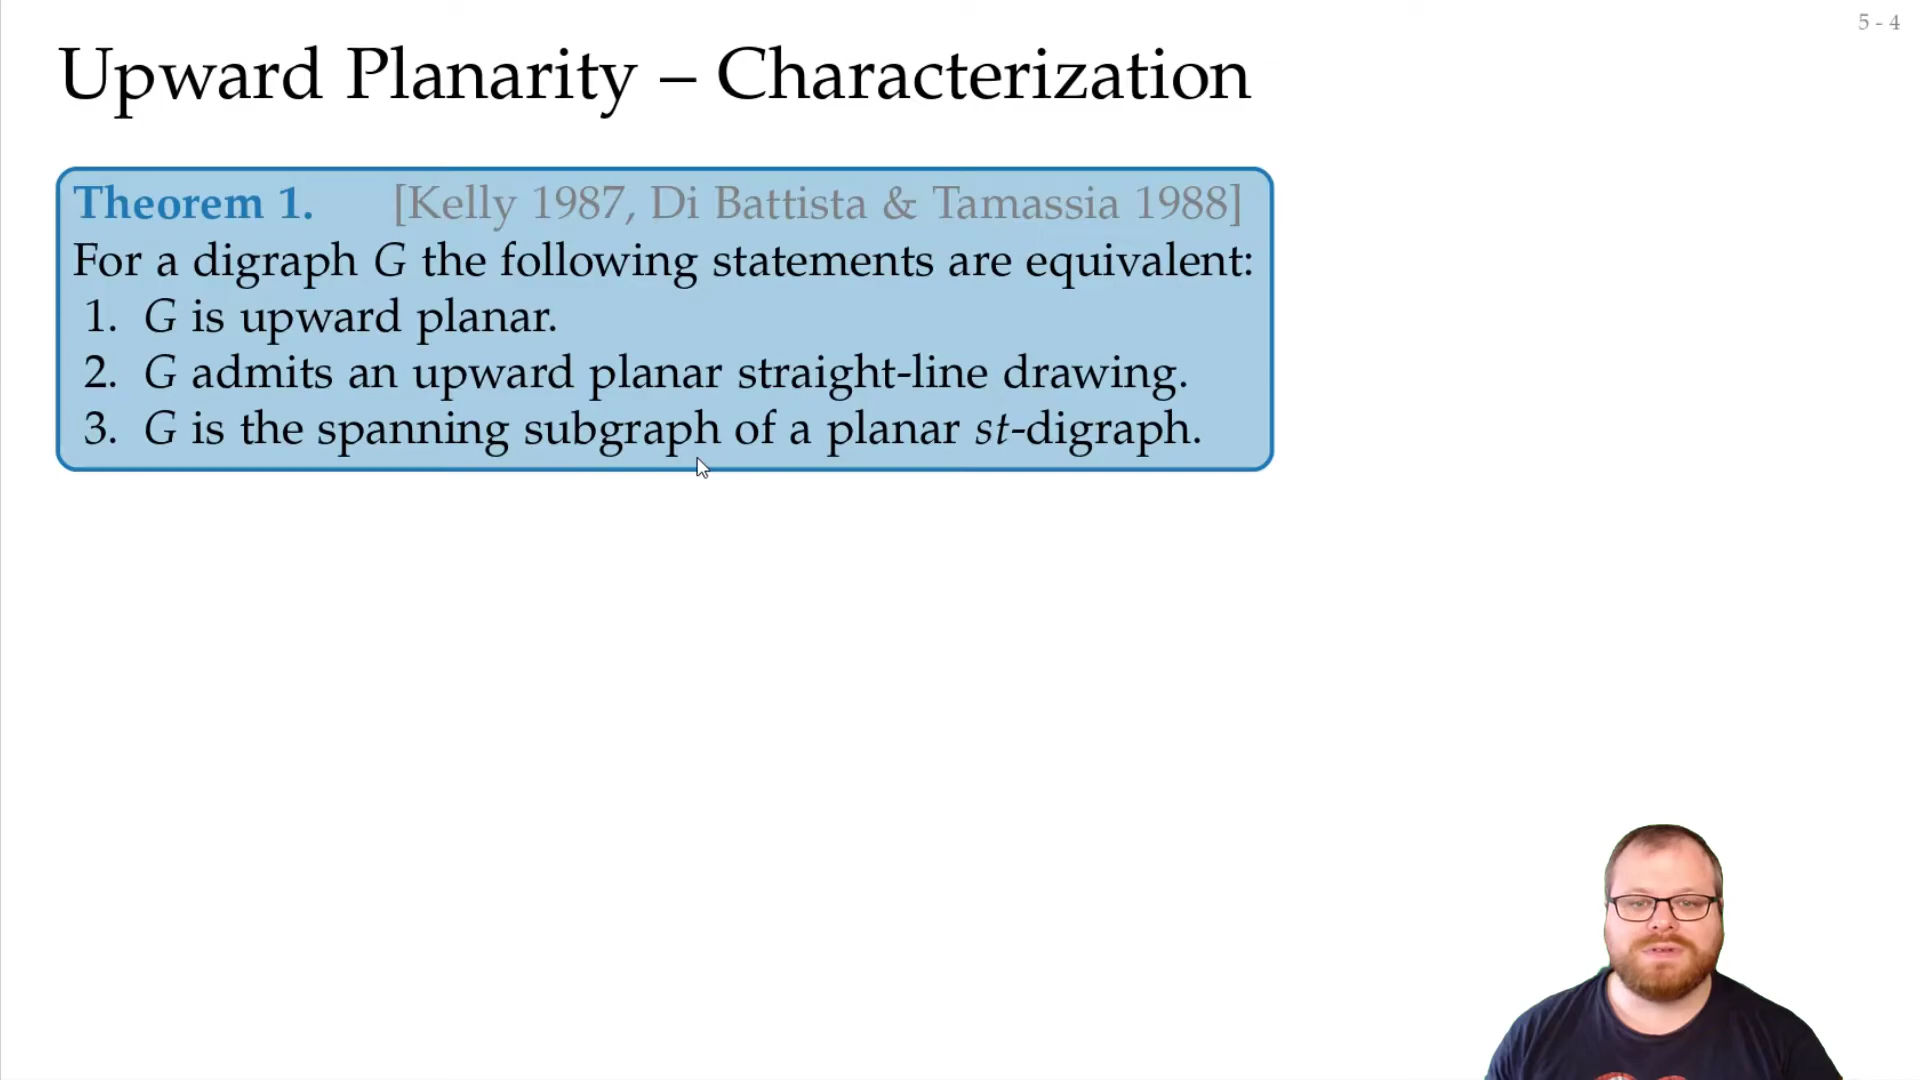 5 - 4
Upward Planarity – Characterization
Theorem 1. [Kelly 1987, Di Battista & Tamassia 1988]
For a digraph G the following statements are equivalent:
1. G is upward planar.
2. G admits an upward planar straight-line drawing.
3. G is the spanning subgraph of a planar st-digraph.